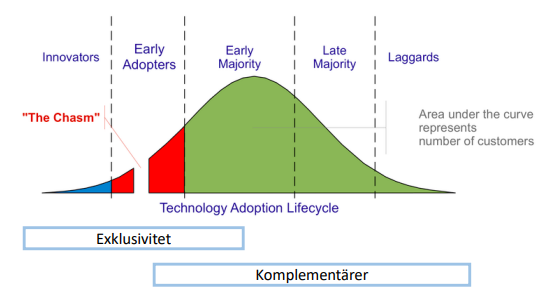 Innovators
Early
Adopters
Early
Majority
Late
Majority
Laggards
"The Chasm"
Area under the curve
represents
number of customers
Technology Adoption Lifecycle
Exklusivitet
Komplementärer